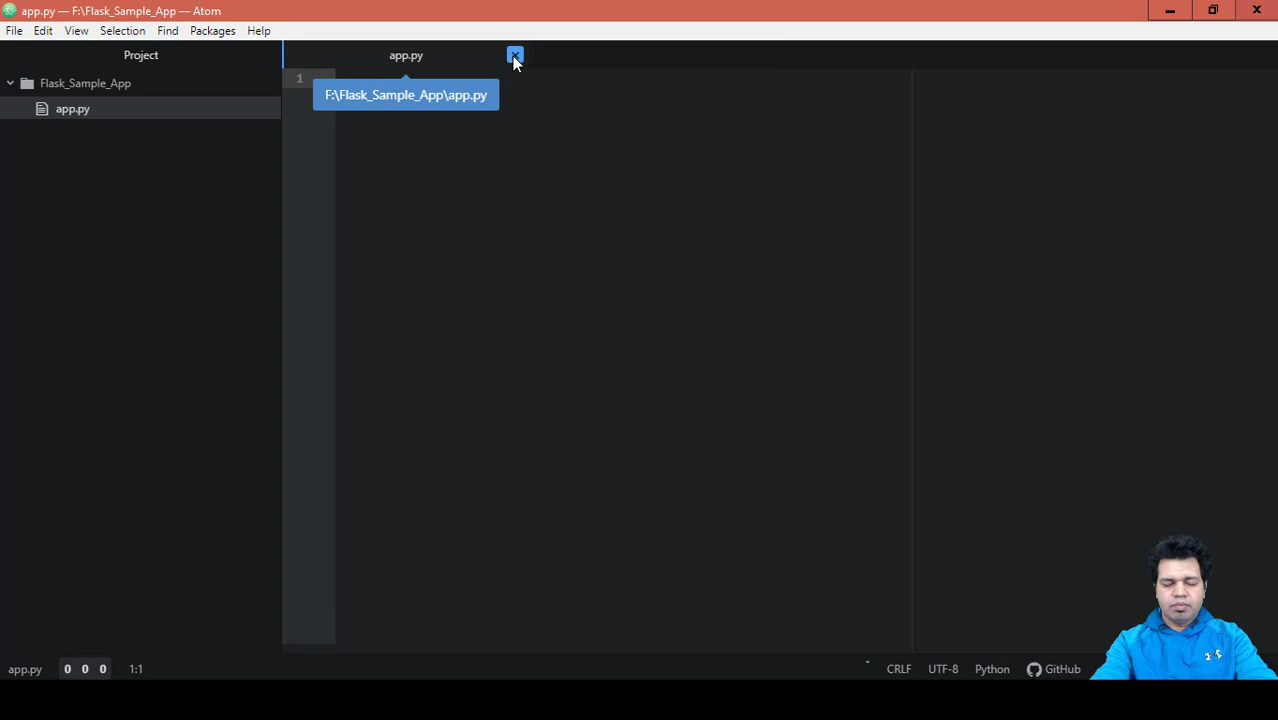 app.py — F:\Flask_Sample_App — Atom
File Edit View Selection Find Packages Help
Project
app.py
1
F:\Flask_Sample_App\app.py
Flask_Sample_App
app.py
app.py 0 0 0 1:1 CRLF UTF-8 Python GitHub